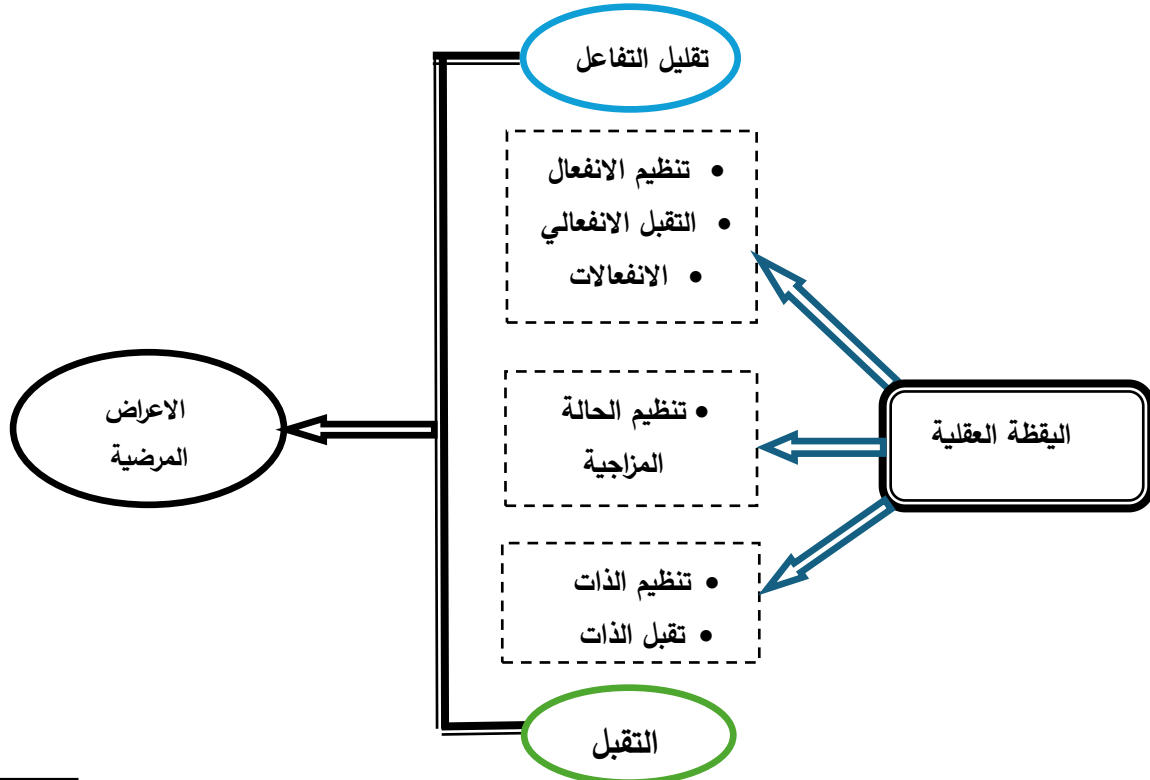 تقليل التفاعل
• تنظيم الانفعال
• التقبل الانفعالي
• الانفعالات
اليقظة العقلية
• تنظيم الحالة
المزاجية
الاعراض
المرضية
• تنظيم الذات
• تقبل الذات
التقبل